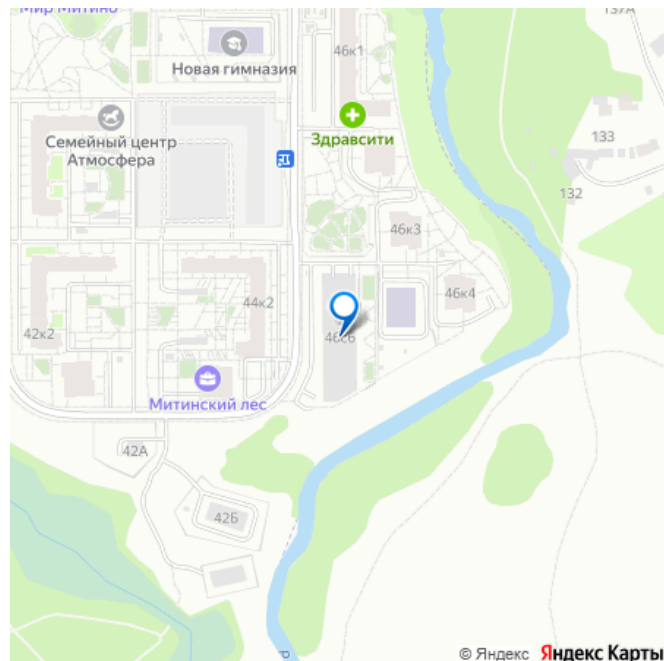 Мир Митино
137А
46к1
Новая гимназия
Здравсити
133
Семейный центр
Атмосфера
132
46к3
46к4
44к2
42к2
46с6
Митинский лес
42А
42Б
© Яндекс Яндекс Карты